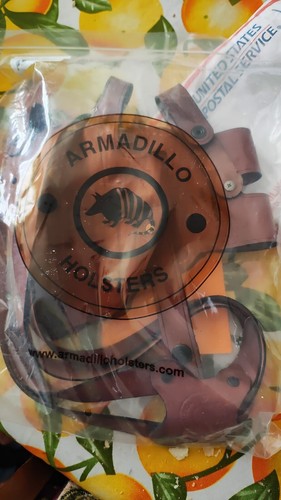 UNITED STATES
POSTAL SERVICE
ARMADILLO
HOLSTERS
www.armadilloholsters.com